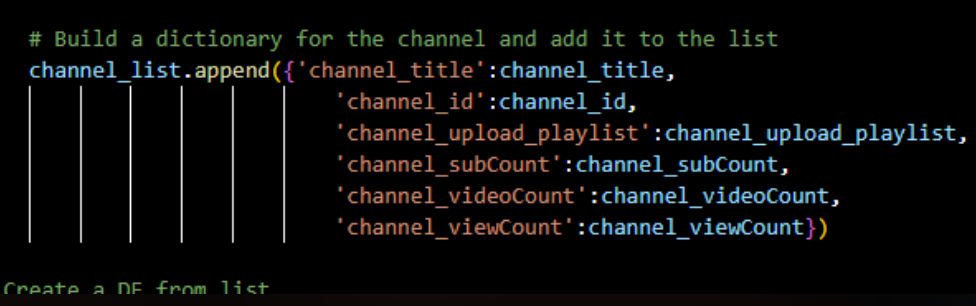 # Build a dictionary for the channel and add it to the list
channel_list.append({'channel_title':channel_title,
'channel_id':channel_id,
'channel_upload_playlist':channel_upload_playlist,
'channel_subCount':channel_subCount,
'channel_videoCount':channel_videoCount,
'channel_viewCount':channel_viewCount})
Create a DF from list